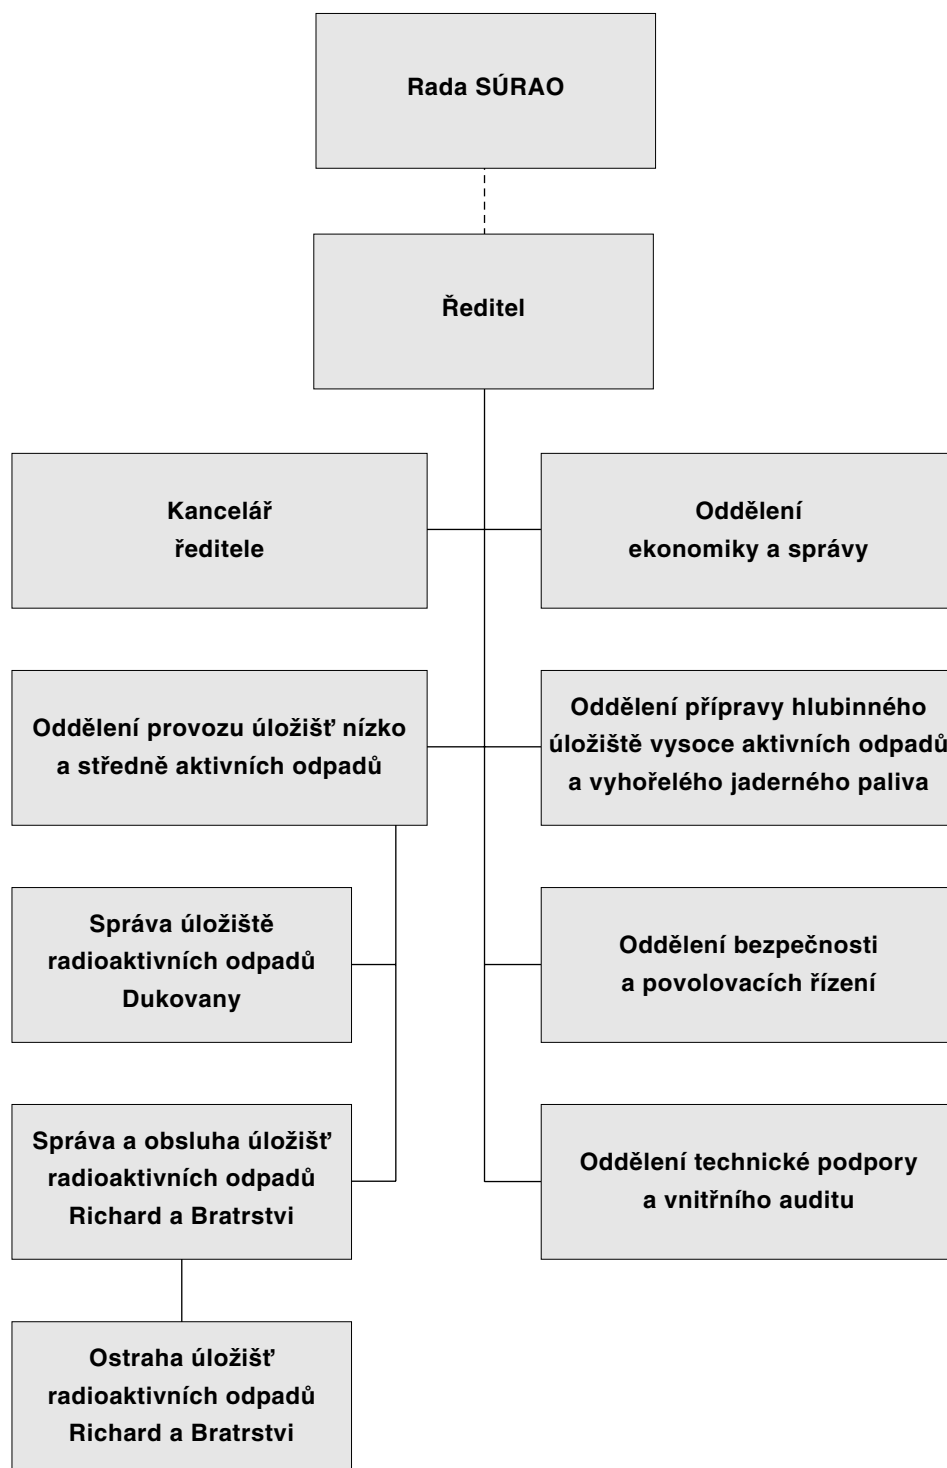 Rada SÚRAO
Ředitel
Kancelář
ředitele
Oddělení
ekonomiky a správy
Oddělení provozu úložišť nízko
a středně aktivních odpadů
Oddělení přípravy hlubinného
úložiště vysoce aktivních odpadů
a vyhořelého jaderného paliva
Správa úložiště
radioaktivních odpadů
Dukovany
Oddělení bezpečnosti
a povolovacích řízení
Správa a obsluha úložišť
radioaktivních odpadů
Richard a Bratrstvi
Oddělení technické podpory
a vnitřního auditu
Ostraha úložišť
radioaktivních odpadů
Richard a Bratrstvi